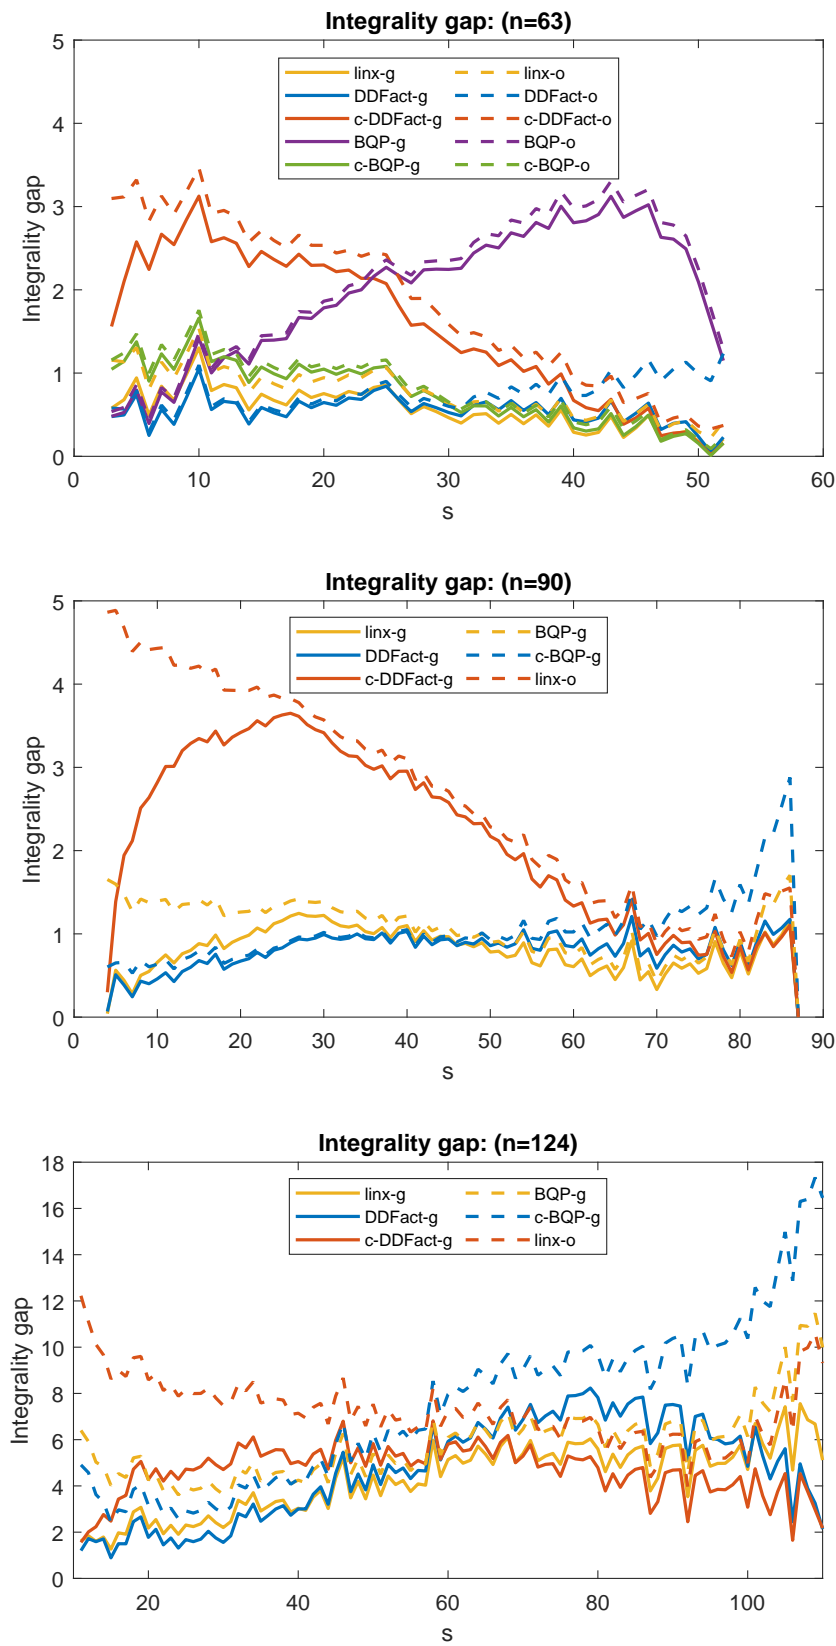 Integrality gap: (n=63)
5
4
3
2
1
0
Integrality gap
linx-g linx-o
DDFact-g DDFact-o
c-DDFact-g c-DDFact-o
BQP-g BQP-o
c-BQP-g c-BQP-o
0 10 20 30 40 50 60
s
Integrality gap: (n=90)
5
4
3
2
1
0
Integrality gap
linx-g BQP-g
DDFact-g c-BQP-g
c-DDFact-g linx-o
0 10 20 30 40 50 60 70 80 90
s
Integrality gap: (n=124)
18
16
14
12
10
8
6
4
2
0
Integrality gap
linx-g BQP-g
DDFact-g c-BQP-g
c-DDFact-g linx-o
20 40 60 80 100
s